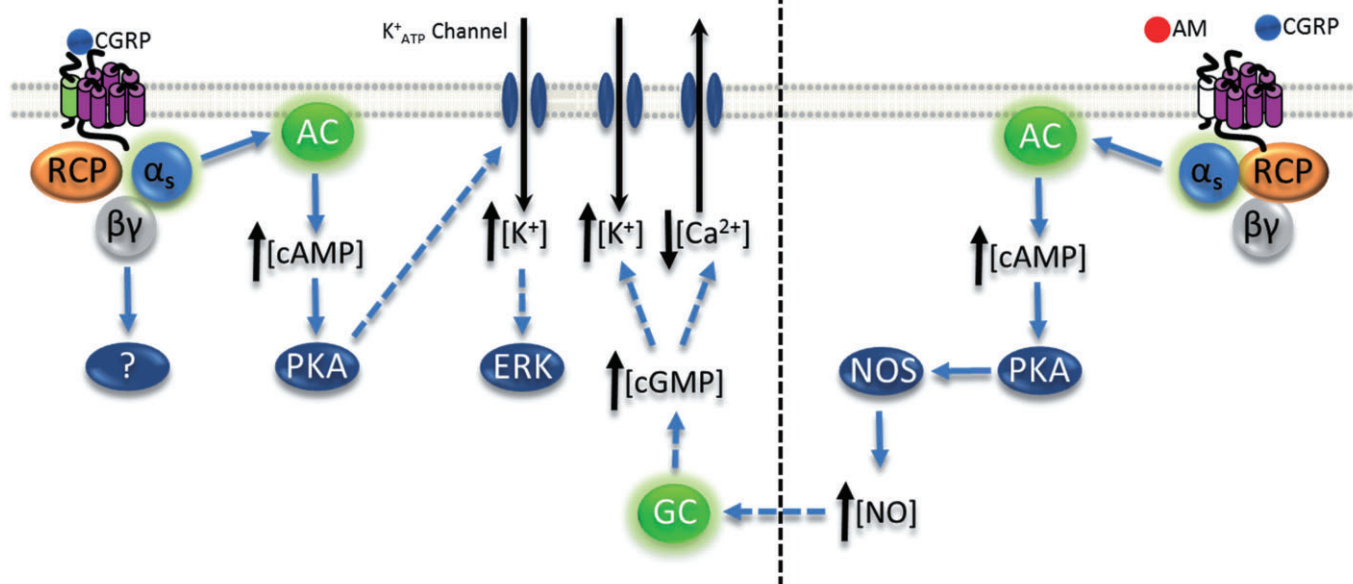 CGRP
K⁺ATP Channel
AM
CGRP
RCP
αs
βγ
AC
AC
αs
RCP
βγ
[cAMP]
[K⁺]
[K⁺]
[Ca²⁺]
[cAMP]
?
PKA
ERK
[cGMP]
NOS
PKA
GC
[NO]